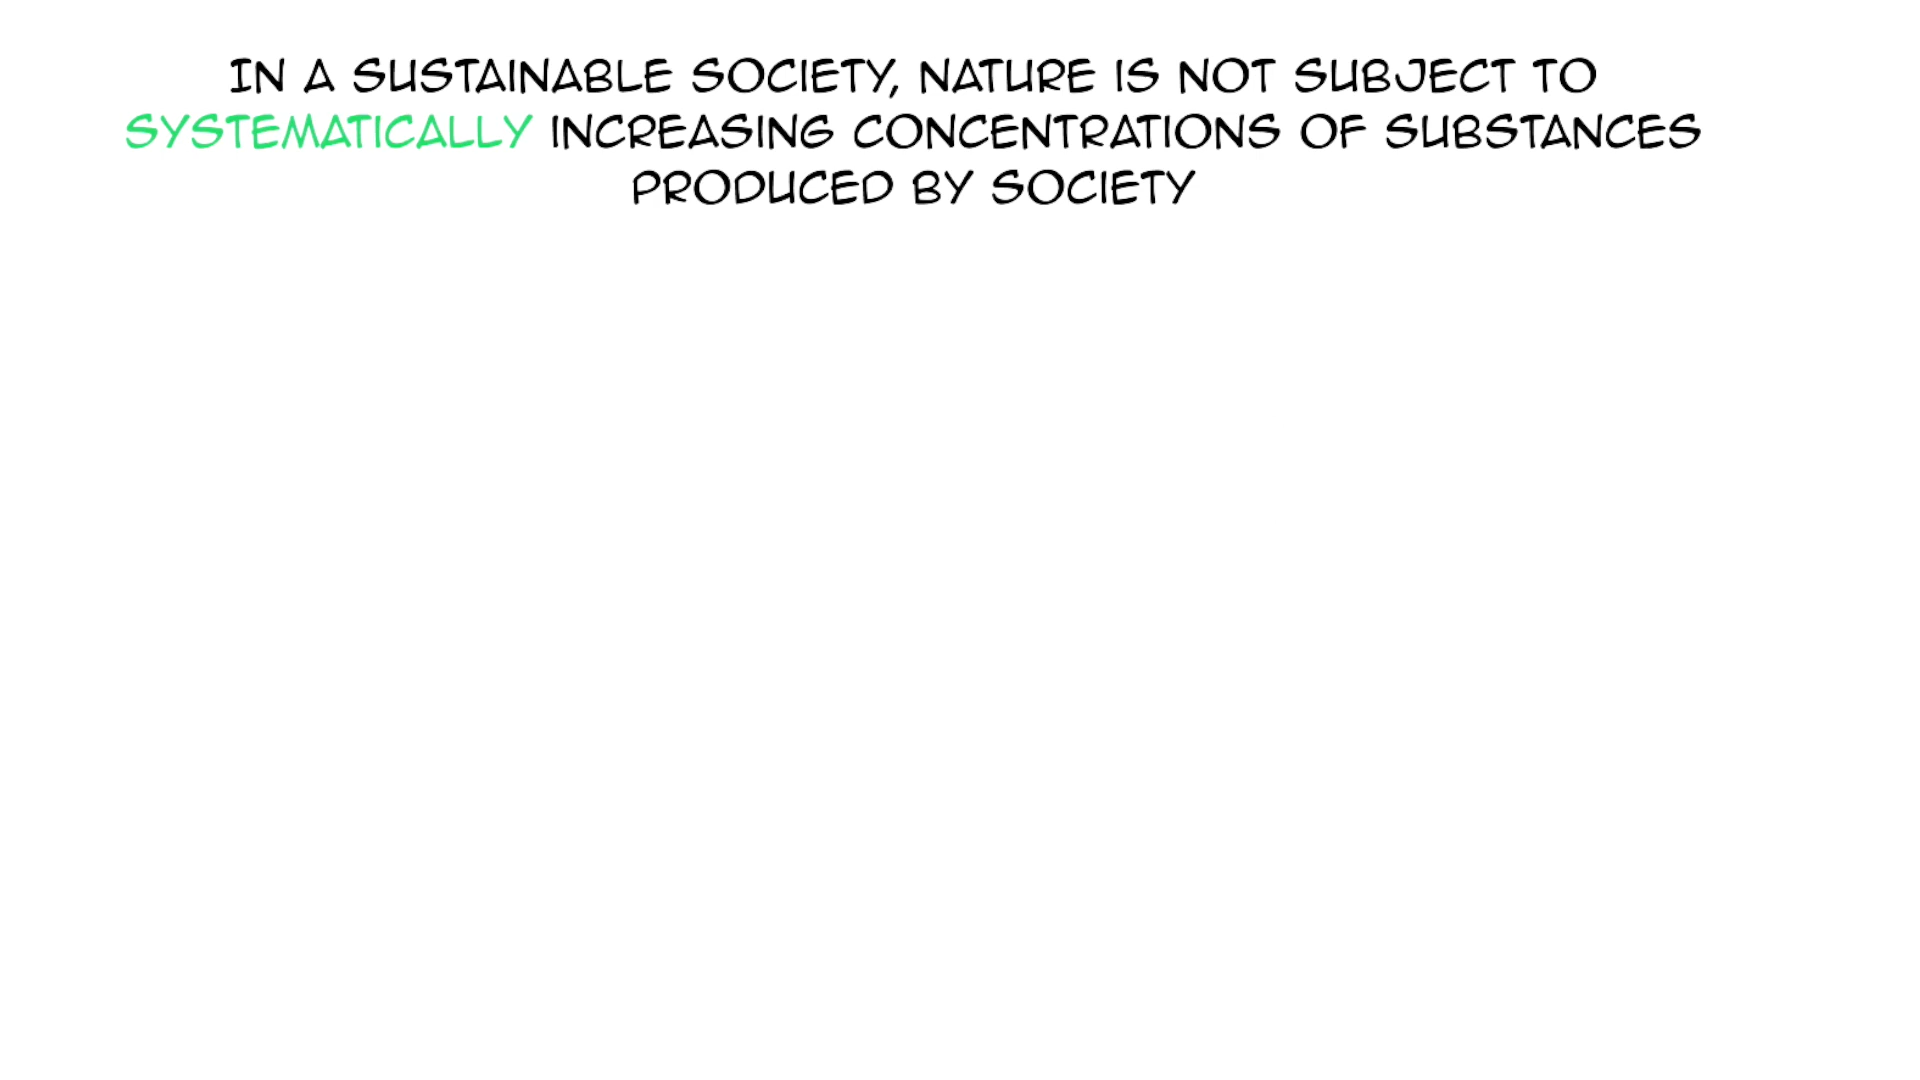 IN A SUSTAINABLE SOCIETY, NATURE IS NOT SUBJECT TO
SYSTEMATICALLY INCREASING CONCENTRATIONS OF SUBSTANCES
PRODUCED BY SOCIETY